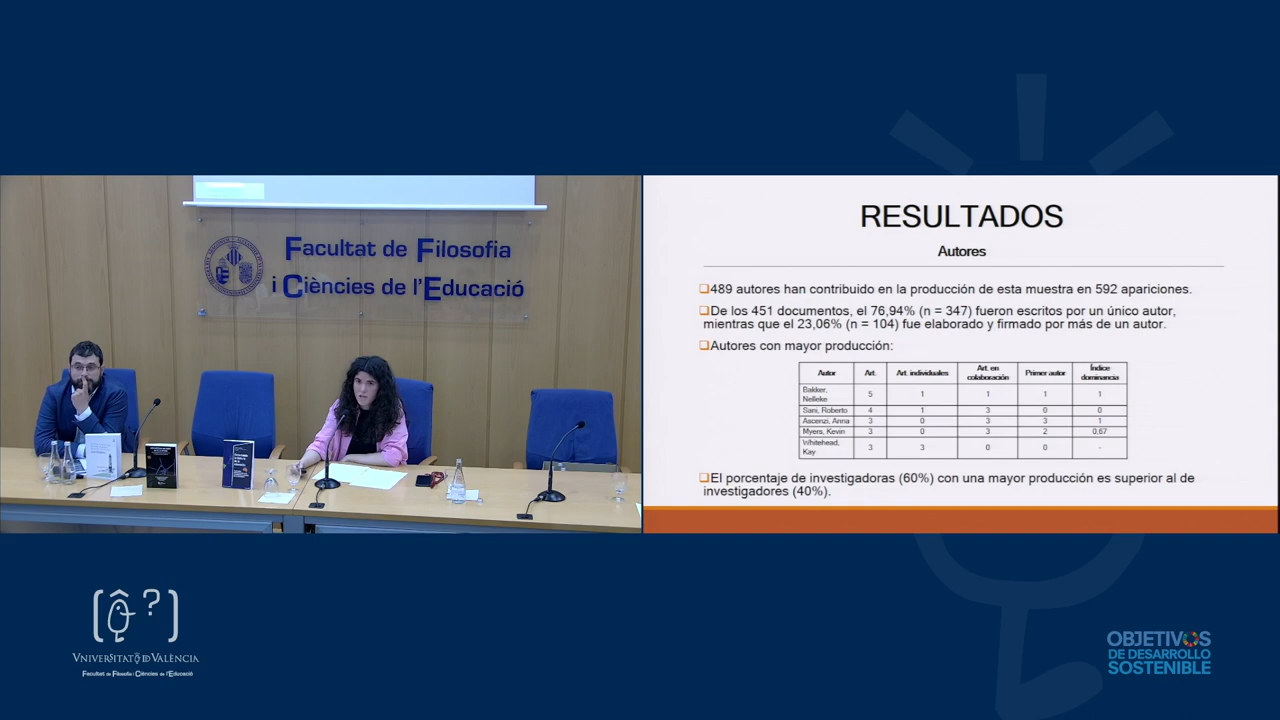 Facultat de Filosofia
i Ciències de l'Educació
RESULTADOS
Autores
489 autores han contribuido en la producción de esta muestra en 592 apariciones.
De los 451 documentos, el 76,94% (n = 347) fueron escritos por un único autor,
mientras que el 23,06% (n = 104) fue elaborado y firmado por más de un autor.
Autores con mayor producción:
Autor Art. Art. individuales Art. en colaboración Primer autor Índice dominancia
Bakker, Nelleke 5 1 1 1 1
Sani, Roberto 4 1 3 0 0
Ascenzi, Anna 3 0 3 3 1
Myers, Kevin 3 0 3 2 0,67
Whitehead, Kay 3 3 0 0 -
El porcentaje de investigadoras (60%) con una mayor producción es superior al de
investigadores (40%).
VNIVERSITATǪD VALÈNCIA
Facultat de Filosofia i Ciències de l'Educació
OBJETIVOS
DE DESARROLLO
SOSTENIBLE